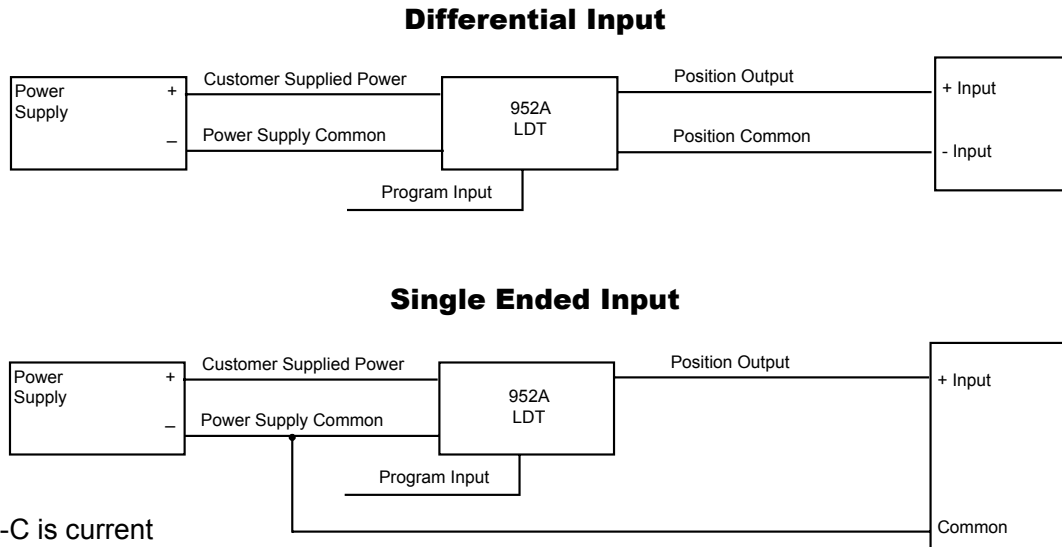 Differential Input
Power
Supply
+
–
Customer Supplied Power
Power Supply Common
952A
LDT
Program Input
Position Output
Position Common
+ Input
- Input
Single Ended Input
Power
Supply
+
–
Customer Supplied Power
Power Supply Common
952A
LDT
Program Input
Position Output
+ Input
Common
-C is current